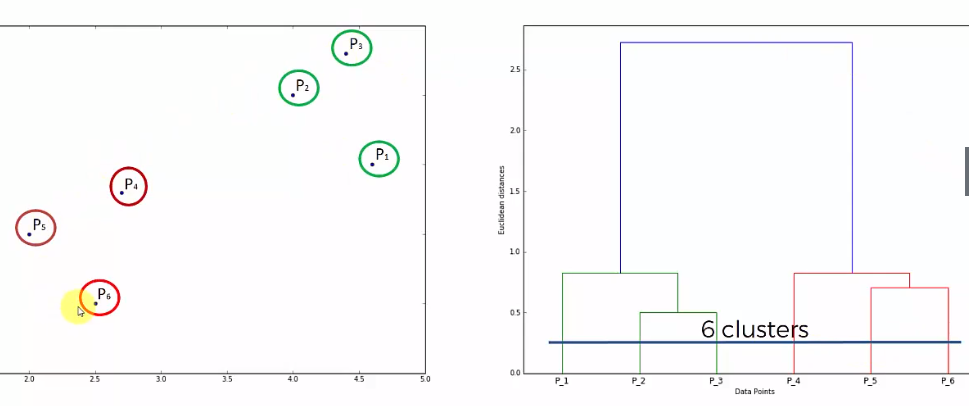 P3
P2
P1
P4
P5
P6
2.0 2.5 3.0 3.5 4.0 4.5 5.0
2.5
2.0
1.5
1.0
0.5
0.0
Euclidean distances
6 clusters
P_1 P_2 P_3 P_4 P_5 P_6
Data Points